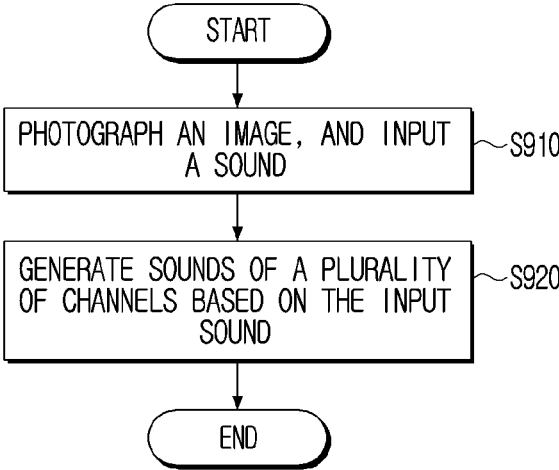 START
PHOTOGRAPH AN IMAGE, AND INPUT
A SOUND
S910
GENERATE SOUNDS OF A PLURALITY
OF CHANNELS BASED ON THE INPUT
SOUND
S920
END